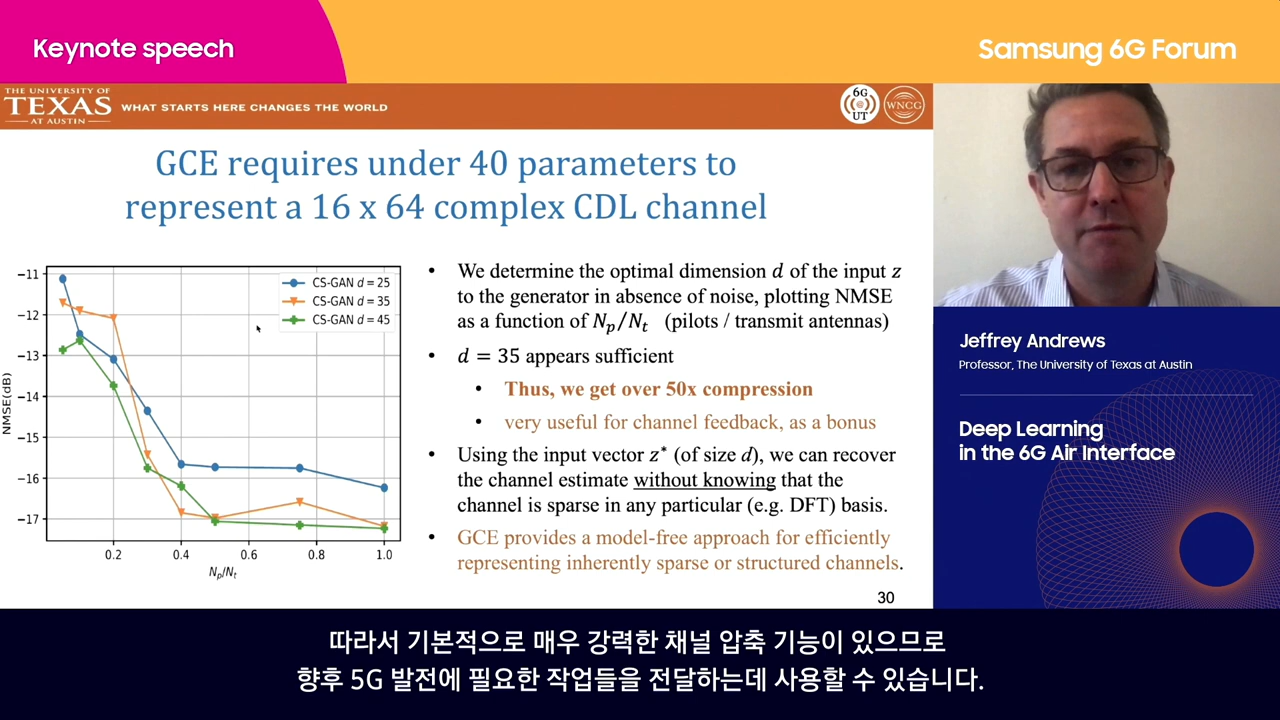 Keynote speech
Samsung 6G Forum
THE UNIVERSITY OF
TEXAS
AT AUSTIN
WHAT STARTS HERE CHANGES THE WORLD
6G
@
UT
WNCG
GCE requires under 40 parameters to
represent a 16 x 64 complex CDL channel
NMSE(dB)
−11
−12
−13
−14
−15
−16
−17
CS-GAN d = 25
CS-GAN d = 35
CS-GAN d = 45
0.2
0.4
0.6
0.8
1.0
Np/Nt
• We determine the optimal dimension d of the input z
to the generator in absence of noise, plotting NMSE
as a function of Np/Nt (pilots / transmit antennas)
• d = 35 appears sufficient
• Thus, we get over 50x compression
• very useful for channel feedback, as a bonus
• Using the input vector z* (of size d), we can recover
the channel estimate without knowing that the
channel is sparse in any particular (e.g. DFT) basis.
• GCE provides a model-free approach for efficiently
representing inherently sparse or structured channels.
30
Jeffrey Andrews
Professor, The University of Texas at Austin
Deep Learning
in the 6G Air Interface
따라서 기본적으로 매우 강력한 채널 압축 기능이 있으므로
향후 5G 발전에 필요한 작업들을 전달하는데 사용할 수 있습니다.